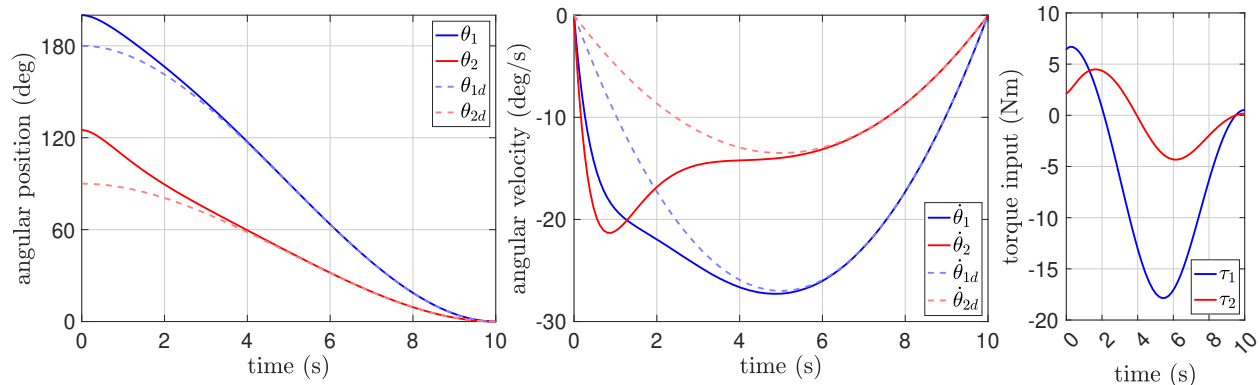 angular position (deg)
180
120
60
0
0 2 4 6 8 10
time (s)
θ1
θ2
θ1d
θ2d
angular velocity (deg/s)
0
-10
-20
-30
0 2 4 6 8 10
time (s)
θ̇1
θ̇2
θ̇1d
θ̇2d
torque input (Nm)
10
5
0
-5
-10
-15
-20
0 2 4 6 8 10
time (s)
τ1
τ2